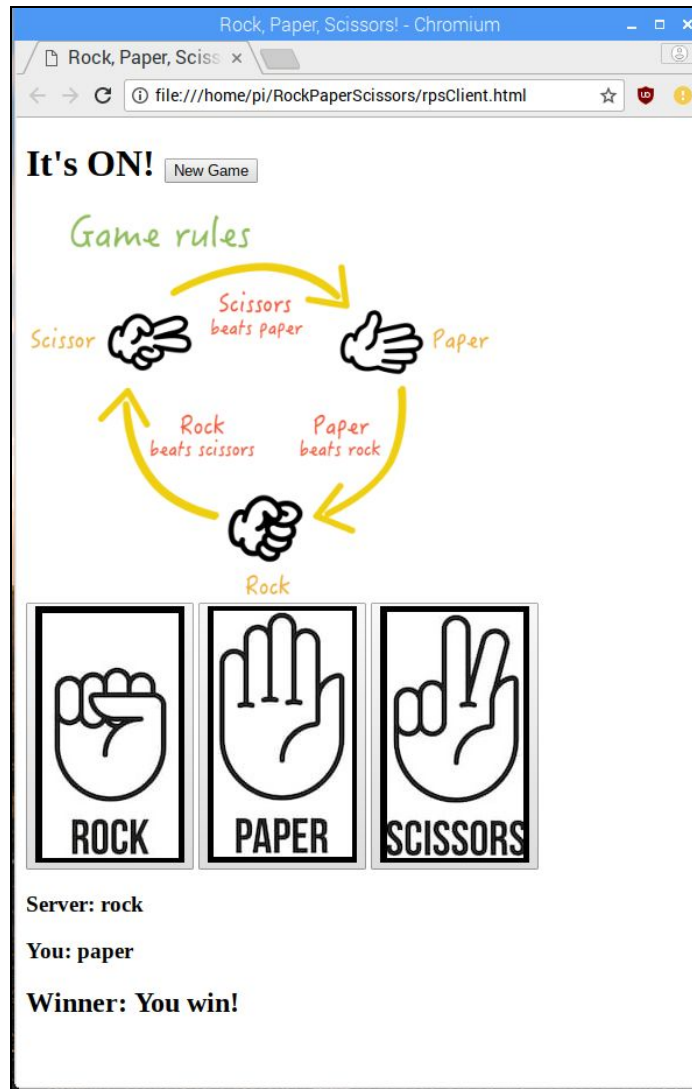 Rock, Paper, Scissors! - Chromium
Rock, Paper, Sciss
file:///home/pi/RockPaperScissors/rpsClient.html
It's ON! New Game
Game rules
Scissors
beats paper
Scissor
Paper
Rock
beats scissors
Paper
beats rock
Rock
ROCK PAPER SCISSORS
Server: rock
You: paper
Winner: You win!